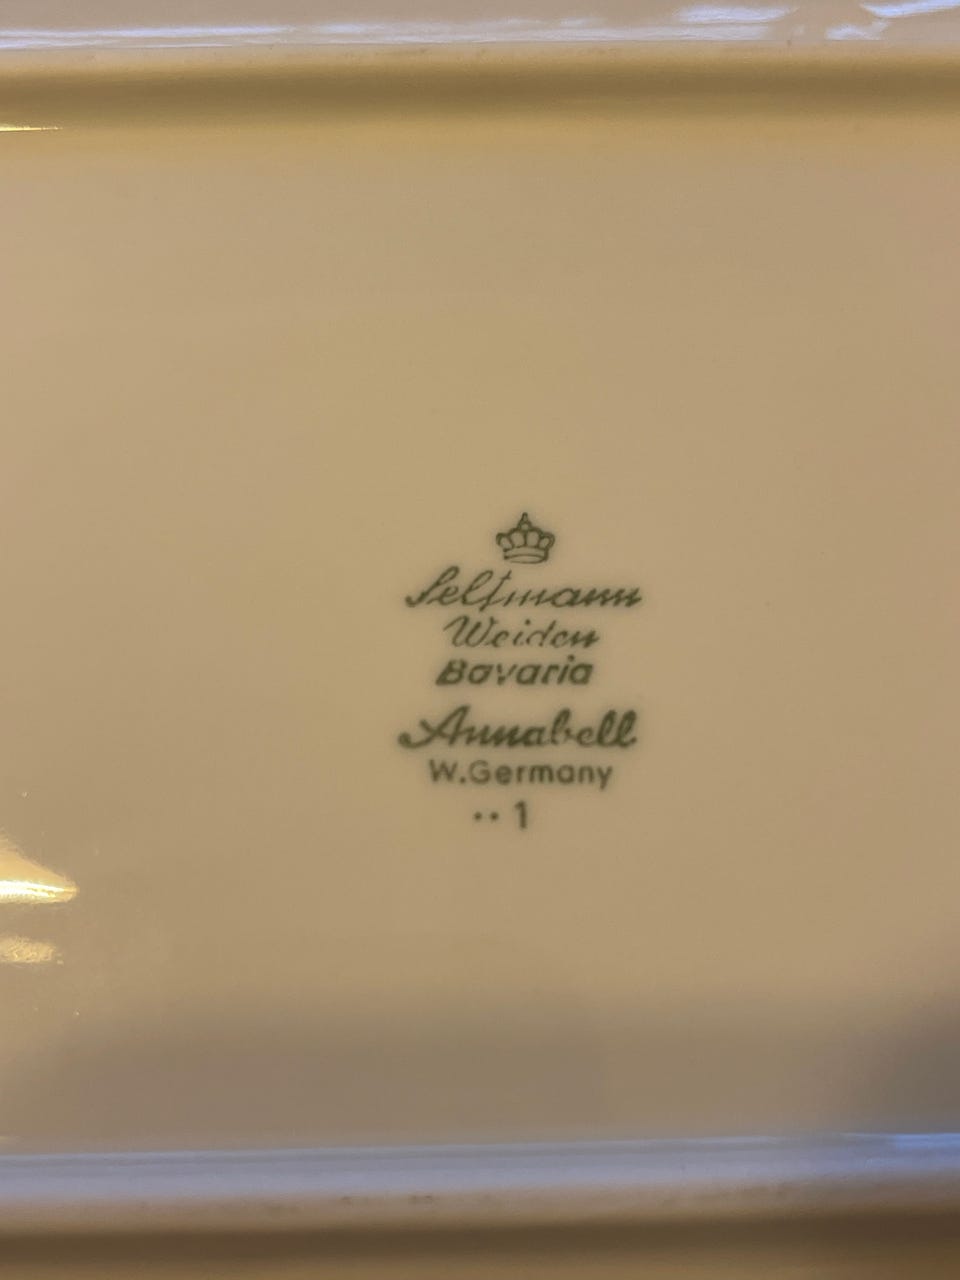 Seltmann
Weiden
Bavaria
Annabell
W.Germany
·· 1